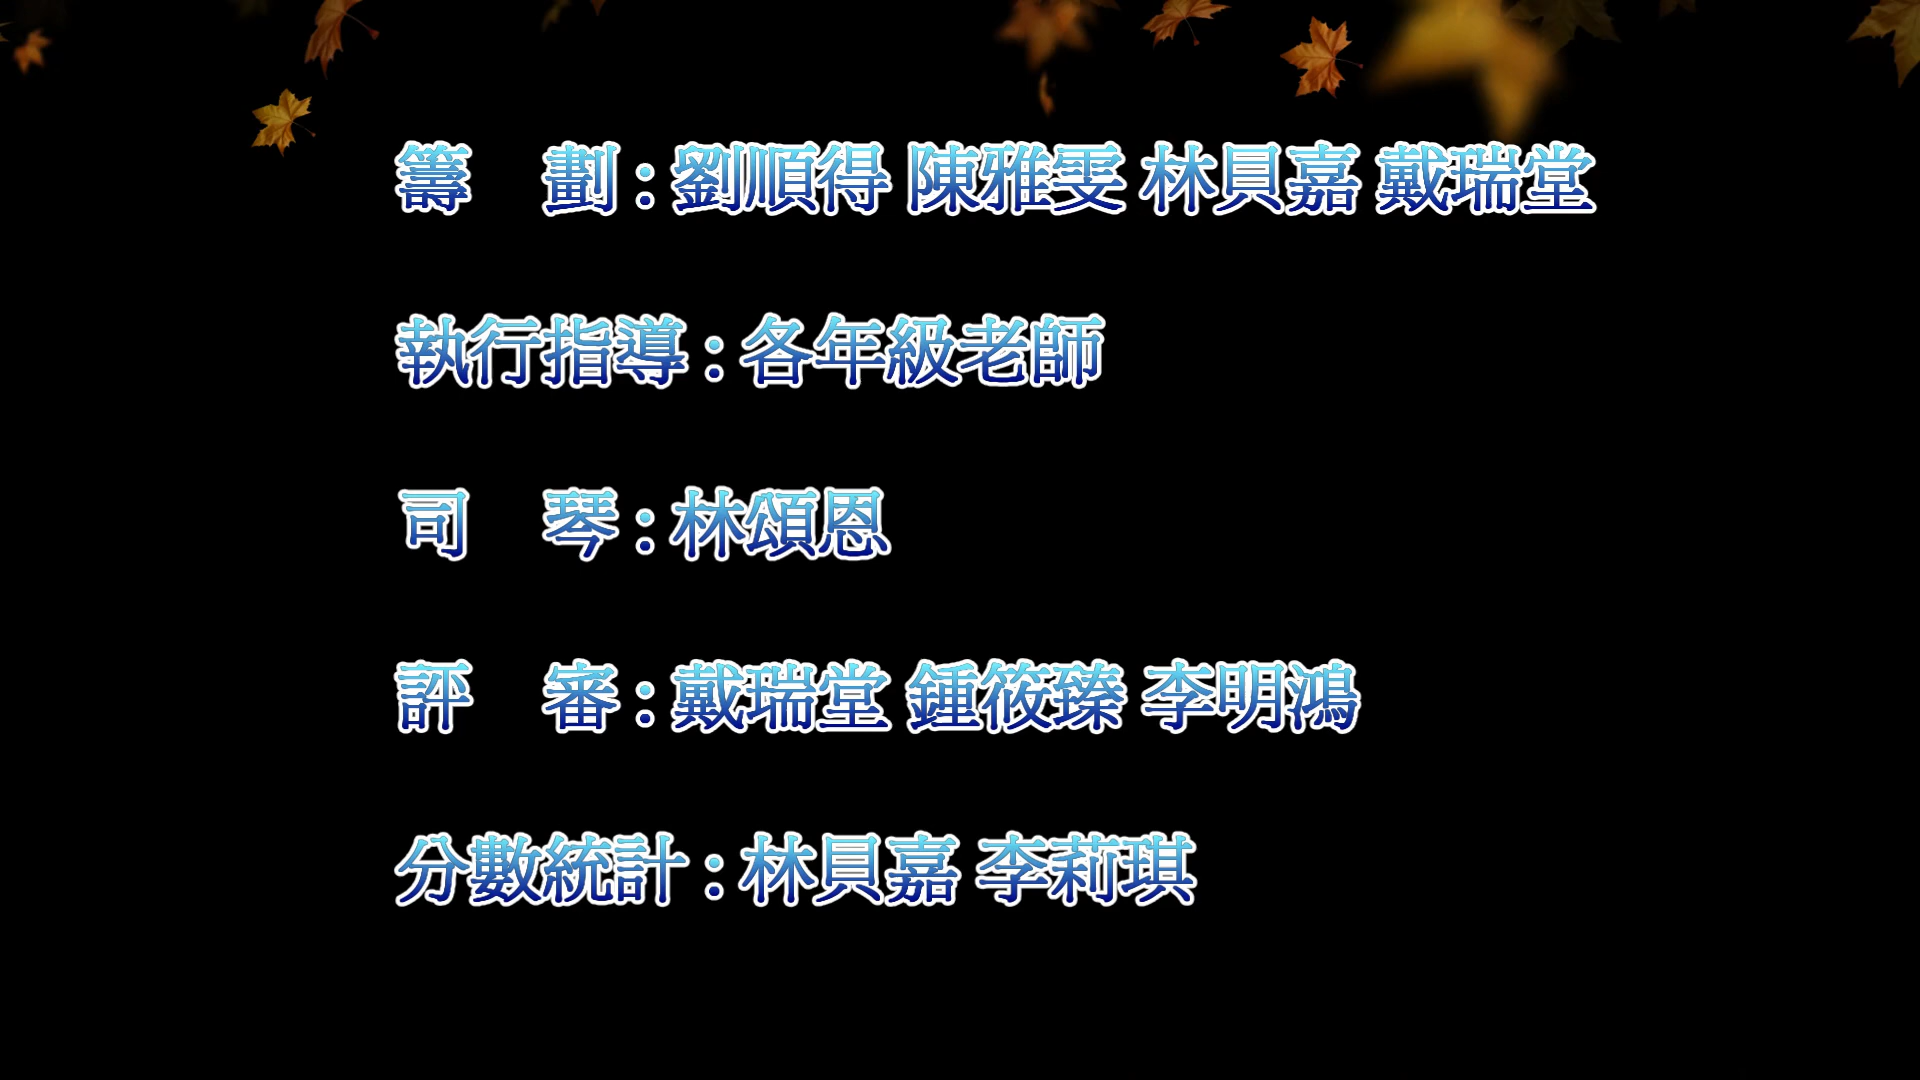 籌　劃：劉順得 陳雅雯 林貝嘉 戴瑞堂
執行指導：各年級老師
司　琴：林頌恩
評　審：戴瑞堂 鍾筱臻 李明鴻
分數統計：林貝嘉 李莉琪